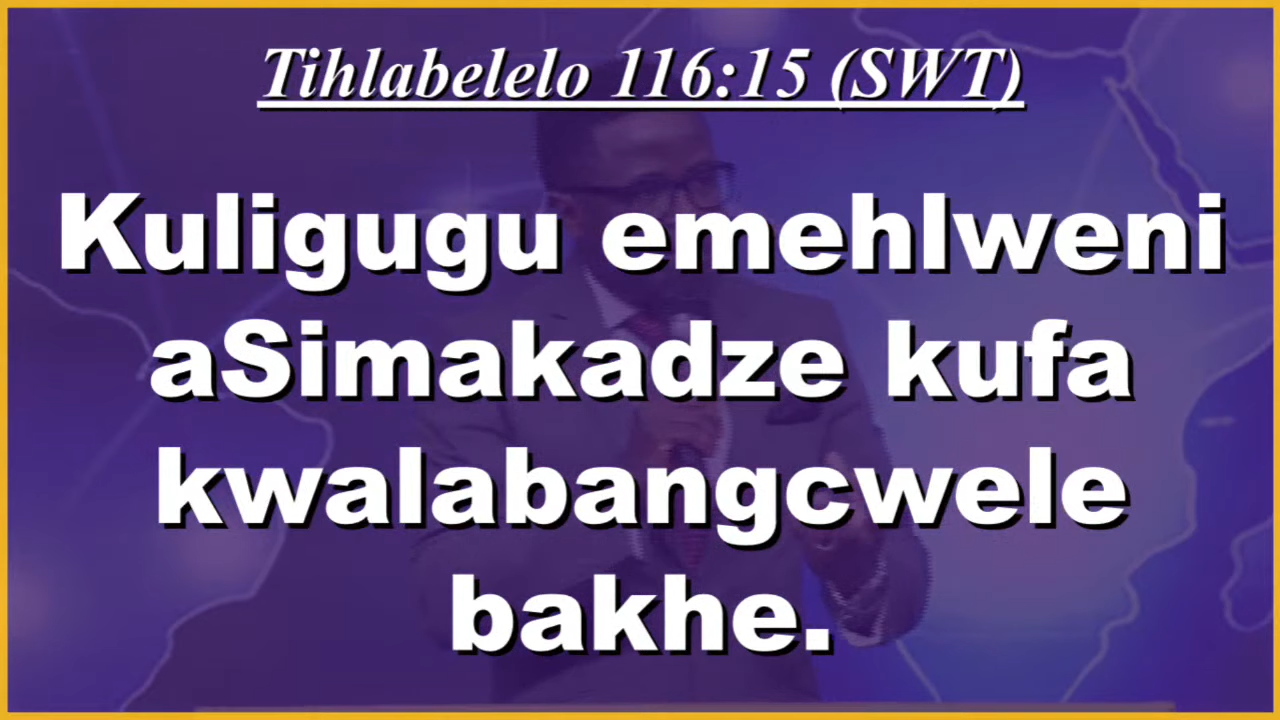 Tihlabelelo 116:15 (SWT)
Kuligugu emehlweni
aSimakadze kufa
kwalabangcwele
bakhe.